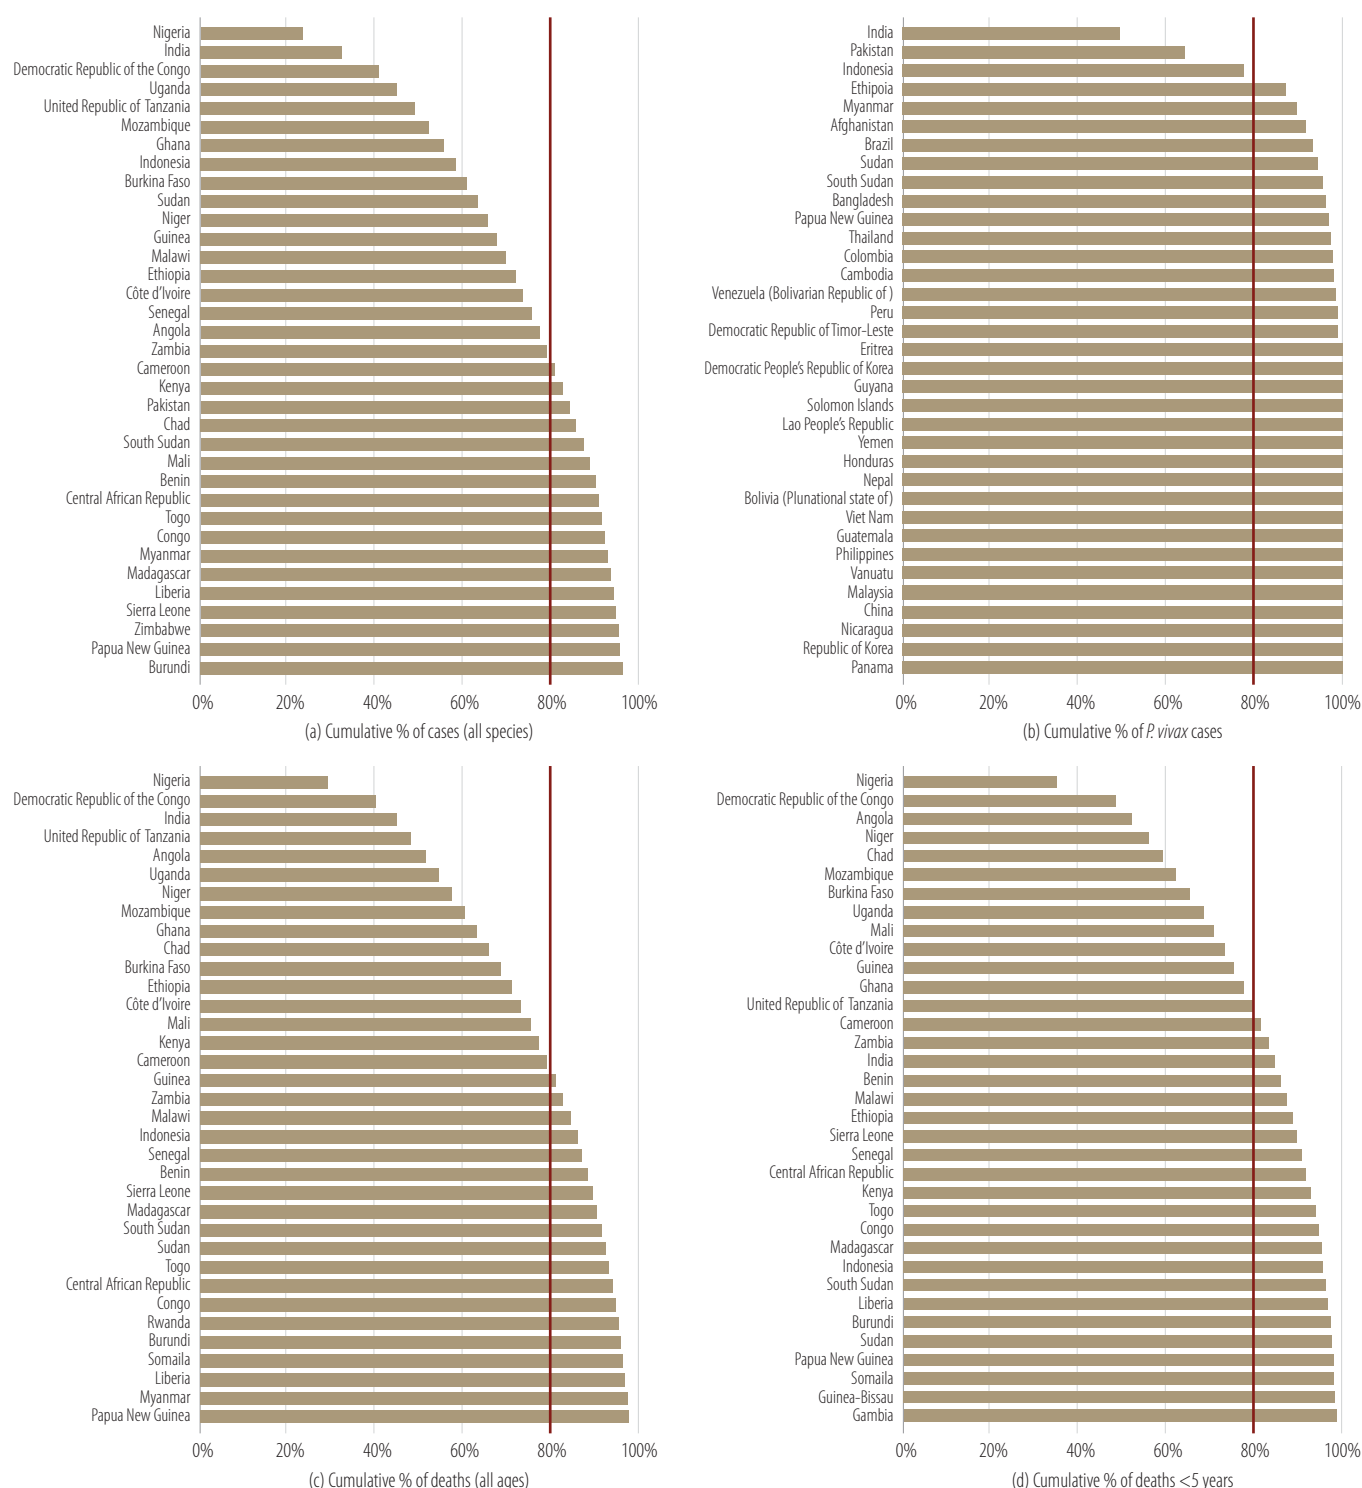 Nigeria
India
Democratic Republic of the Congo
Uganda
United Republic of Tanzania
Mozambique
Ghana
Indonesia
Burkina Faso
Sudan
Niger
Guinea
Malawi
Ethiopia
Côte d'Ivoire
Senegal
Angola
Zambia
Cameroon
Kenya
Pakistan
Chad
South Sudan
Mali
Benin
Central African Republic
Togo
Congo
Myanmar
Madagascar
Liberia
Sierra Leone
Zimbabwe
Papua New Guinea
Burundi
0% 20% 40% 60% 80% 100%
(a) Cumulative % of cases (all species)
India
Pakistan
Indonesia
Ethipoia
Myanmar
Afghanistan
Brazil
Sudan
South Sudan
Bangladesh
Papua New Guinea
Thailand
Colombia
Cambodia
Venezuela (Bolivarian Republic of )
Peru
Democratic Republic of Timor-Leste
Eritrea
Democratic People's Republic of Korea
Guyana
Solomon Islands
Lao People's Republic
Yemen
Honduras
Nepal
Bolivia (Plunational state of)
Viet Nam
Guatemala
Philippines
Vanuatu
Malaysia
China
Nicaragua
Republic of Korea
Panama
0% 20% 40% 60% 80% 100%
(b) Cumulative % of P. vivax cases
Nigeria
Democratic Republic of the Congo
India
United Republic of Tanzania
Angola
Uganda
Niger
Mozambique
Ghana
Chad
Burkina Faso
Ethiopia
Côte d'Ivoire
Mali
Kenya
Cameroon
Guinea
Zambia
Malawi
Indonesia
Senegal
Benin
Sierra Leone
Madagascar
South Sudan
Sudan
Togo
Central African Republic
Congo
Rwanda
Burundi
Somaila
Liberia
Myanmar
Papua New Guinea
0% 20% 40% 60% 80% 100%
(c) Cumulative % of deaths (all ages)
Nigeria
Democratic Republic of the Congo
Angola
Niger
Chad
Mozambique
Burkina Faso
Uganda
Mali
Côte d'Ivoire
Guinea
Ghana
United Republic of Tanzania
Cameroon
Zambia
India
Benin
Malawi
Ethiopia
Sierra Leone
Senegal
Central African Republic
Kenya
Togo
Congo
Madagascar
Indonesia
South Sudan
Liberia
Burundi
Sudan
Papua New Guinea
Somaila
Guinea-Bissau
Gambia
0% 20% 40% 60% 80% 100%
(d) Cumulative % of deaths <5 years